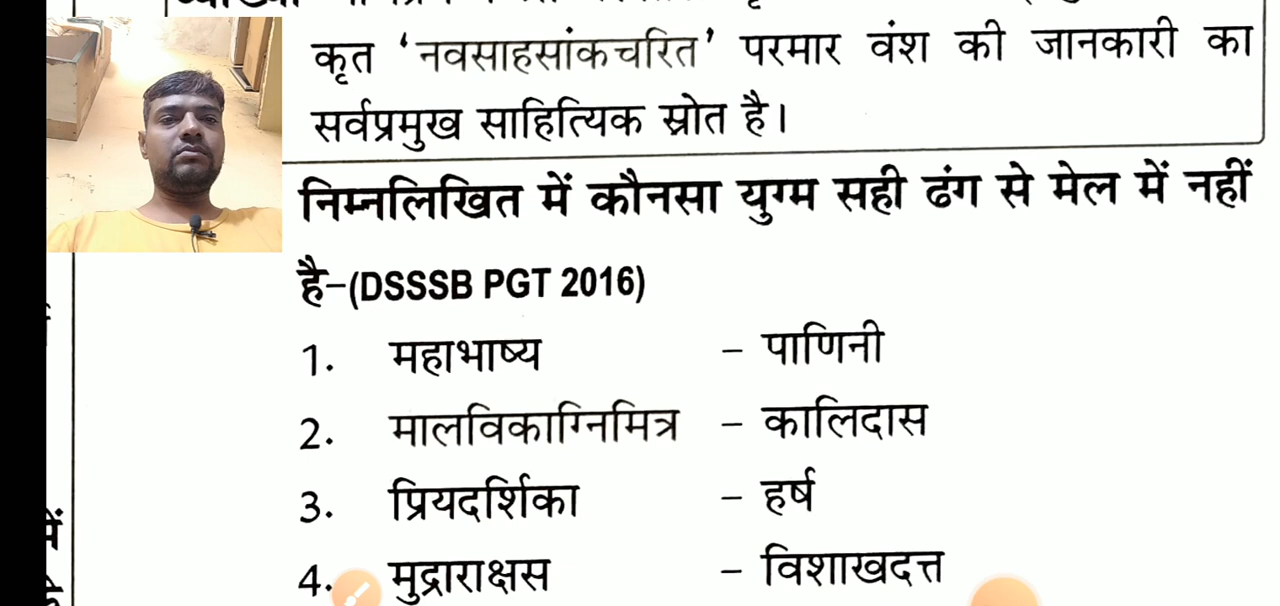 कृत ‘नवसाहसांकचरित’ परमार वंश की जानकारी का
सर्वप्रमुख साहित्यिक स्रोत है।
निम्नलिखित में कौनसा युग्म सही ढंग से मेल में नहीं
है–(DSSSB PGT 2016)
1. महाभाष्य – पाणिनी
2. मालविकाग्निमित्र – कालिदास
3. प्रियदर्शिका – हर्ष
4. मुद्राराक्षस – विशाखदत्त
में